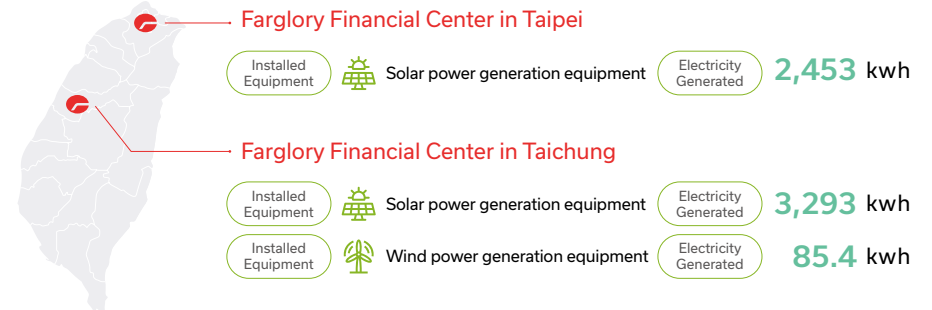 Farglory Financial Center in Taipei
Installed
Equipment
Solar power generation equipment
Electricity
Generated
2,453 kwh
Farglory Financial Center in Taichung
Installed
Equipment
Solar power generation equipment
Electricity
Generated
3,293 kwh
Installed
Equipment
Wind power generation equipment
Electricity
Generated
85.4 kwh